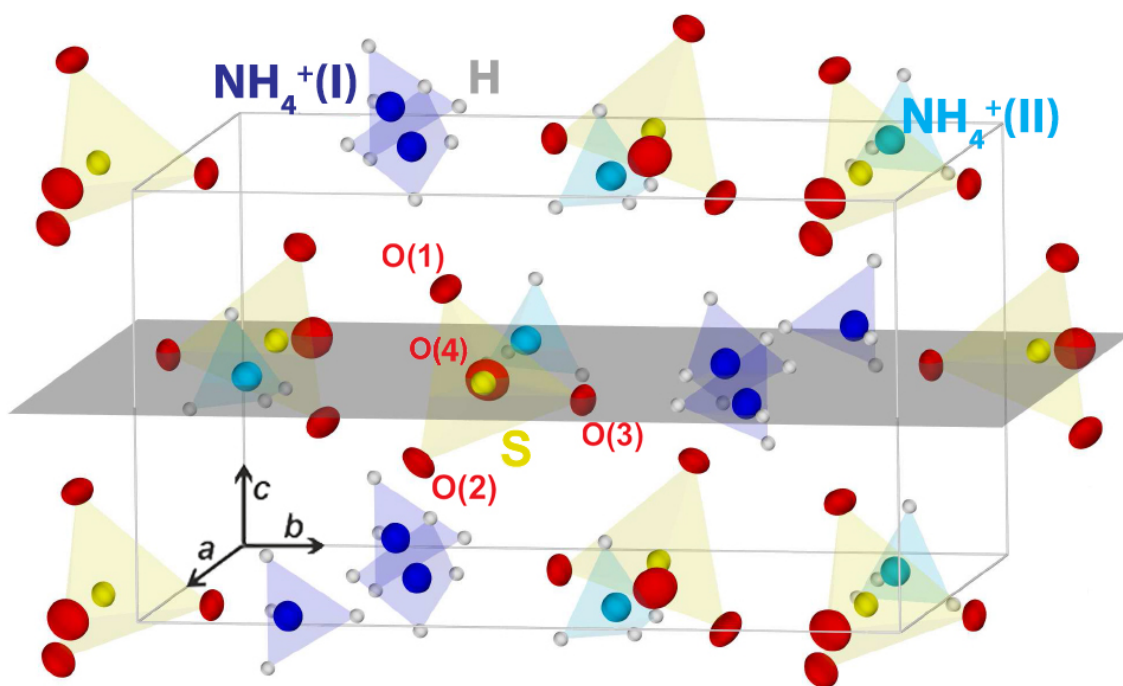 NH₄⁺(I)
H
NH₄⁺(II)
O(1)
O(4)
O(3)
S
O(2)
c
b
a